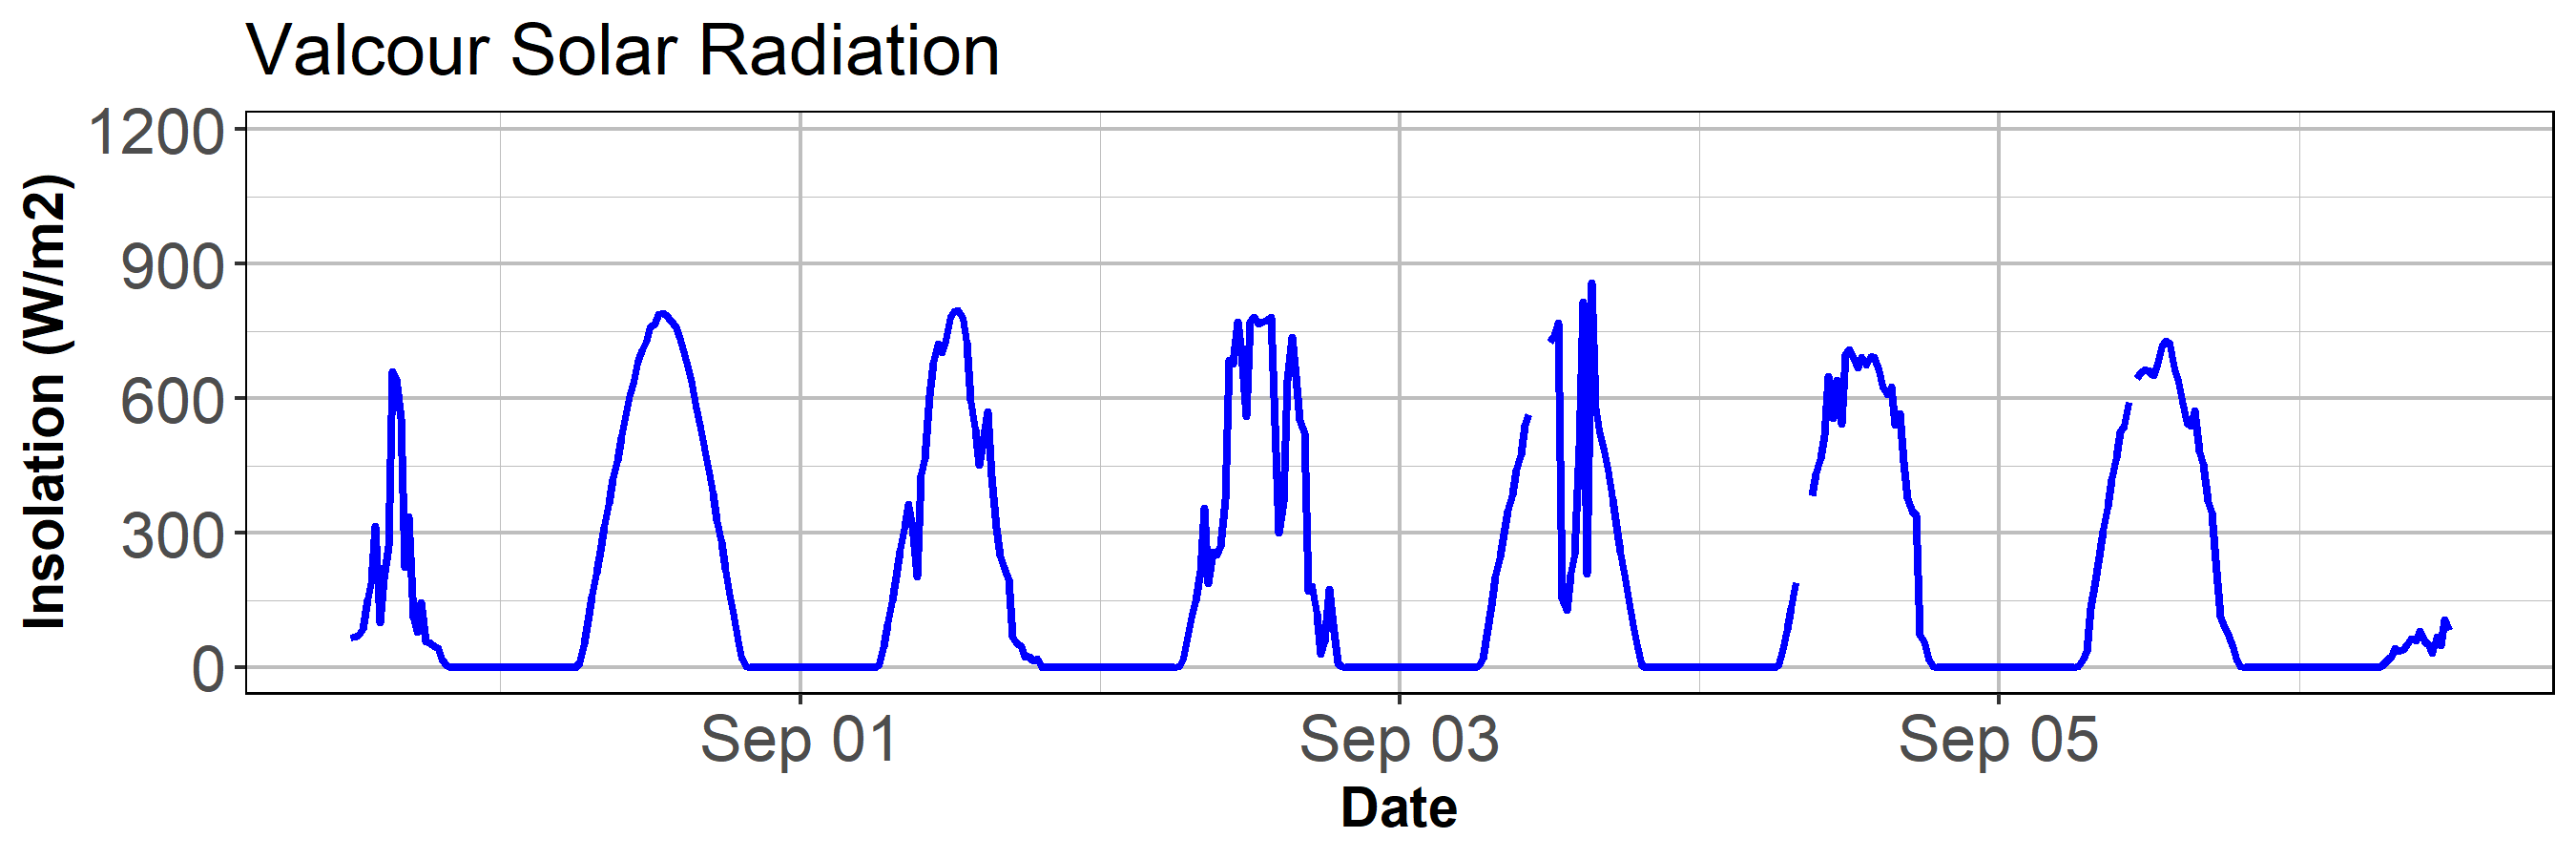 Valcour Solar Radiation
1200
900
600
300
0
Insolation (W/m2)
Sep 01
Sep 03
Sep 05
Date